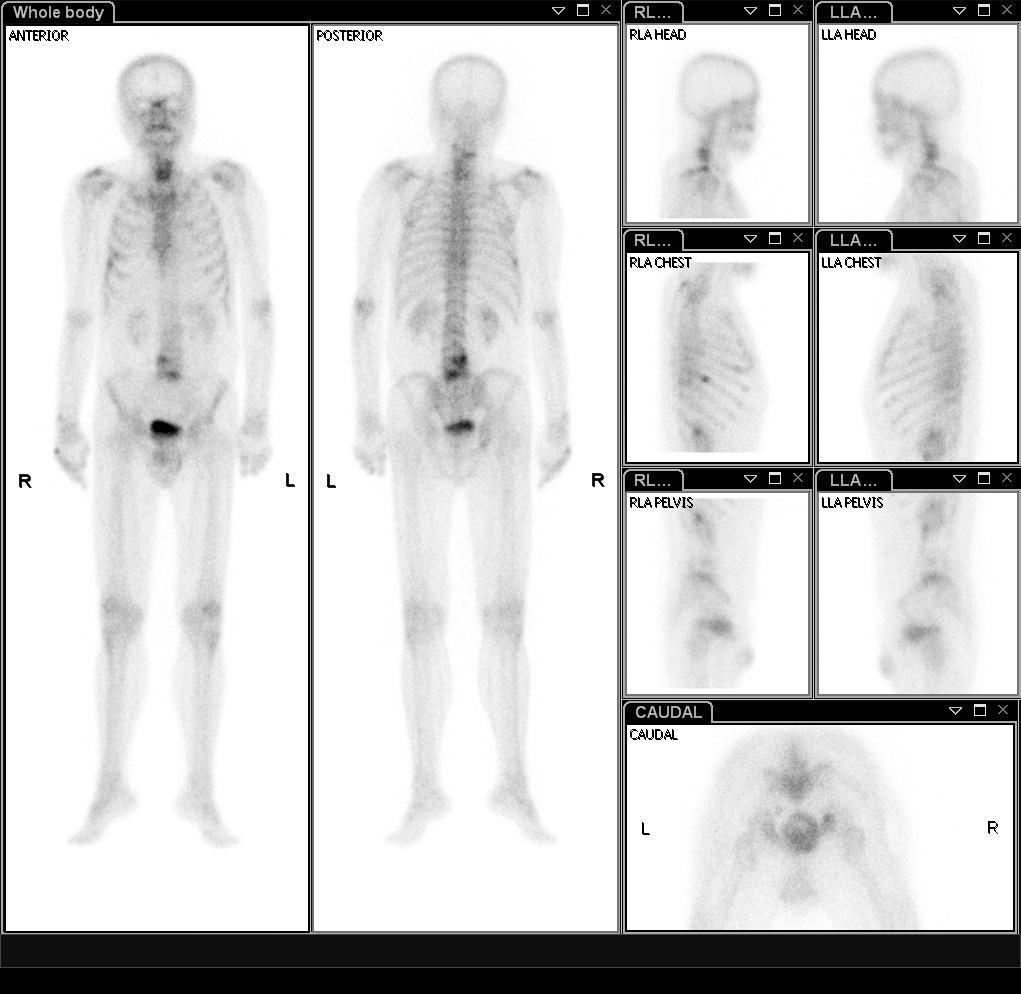 Whole body
ANTERIOR
POSTERIOR
R
L
L
R
RL...
RLA HEAD
LLA...
LLA HEAD
RL...
RLA CHEST
LLA...
LLA CHEST
RL...
RLA PELVIS
LLA...
LLA PELVIS
CAUDAL
CAUDAL
L
R